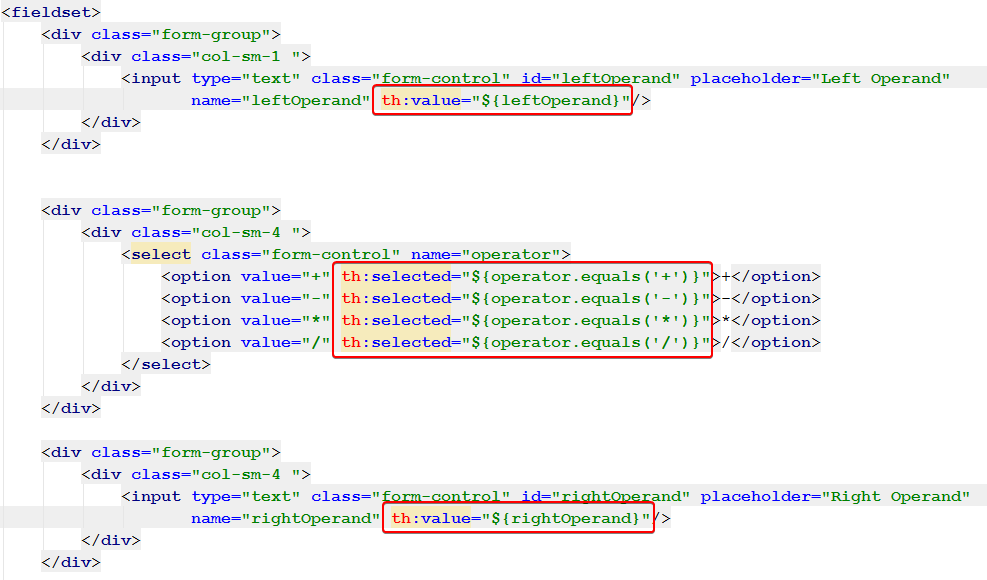 <fieldset>
<div class="form-group">
<div class="col-sm-1 ">
<input type="text" class="form-control" id="leftOperand" placeholder="Left Operand"
name="leftOperand" th:value="${leftOperand}"/>
</div>
</div>
<div class="form-group">
<div class="col-sm-4 ">
<select class="form-control" name="operator">
<option value="+" th:selected="${operator.equals('+')}">+</option>
<option value="-" th:selected="${operator.equals('-')}">-</option>
<option value="*" th:selected="${operator.equals('*')}">*</option>
<option value="/" th:selected="${operator.equals('/')}">/</option>
</select>
</div>
</div>
<div class="form-group">
<div class="col-sm-4 ">
<input type="text" class="form-control" id="rightOperand" placeholder="Right Operand"
name="rightOperand" th:value="${rightOperand}"/>
</div>
</div>